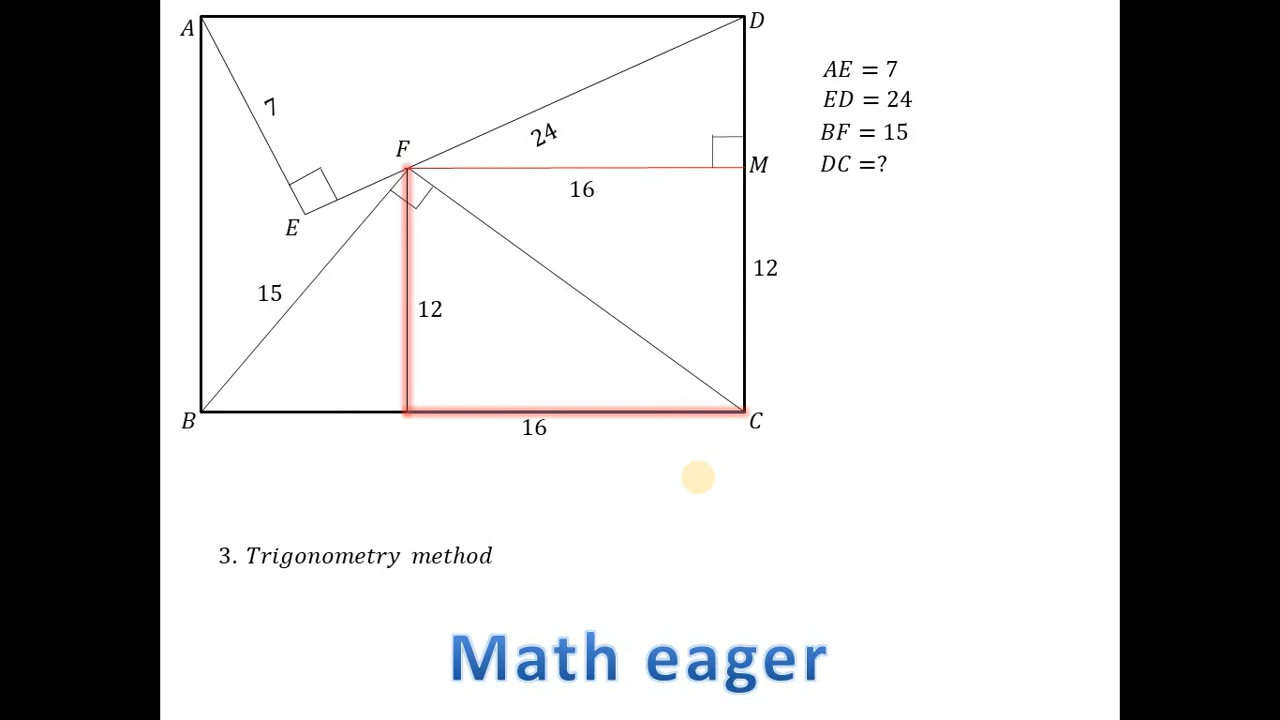 A
D
7
24
F
M
16
E
15
12
12
B
16
C
AE = 7
ED = 24
BF = 15
DC =?
3. Trigonometry method
Math eager